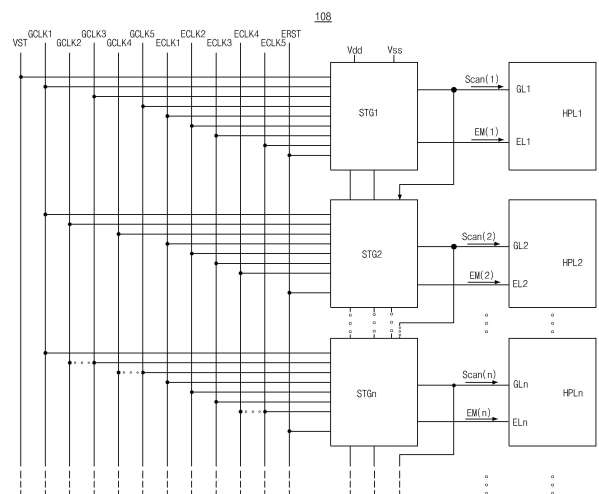 108
GCLK1 GCLK3 GCLK5 ECLK2 ECLK4 ERST
VST GCLK2 GCLK4 ECLK1 ECLK3 ECLK5
Vdd Vss
STG1
Scan(1)
GL1
HPL1
EM(1)
EL1
STG2
Scan(2)
GL2
HPL2
EM(2)
EL2
STGn
Scan(n)
GLn
HPLn
EM(n)
ELn